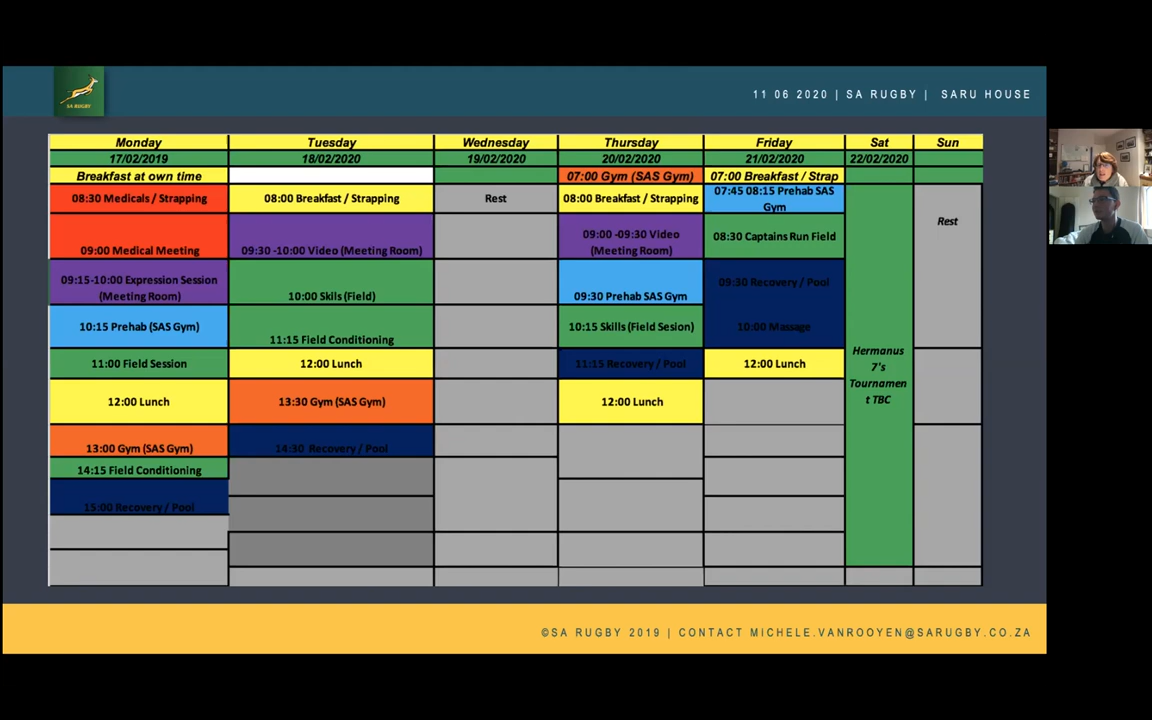 SA RUGBY
11 06 2020 | SA RUGBY | SARU HOUSE
Monday Tuesday Wednesday Thursday Friday Sat Sun
17/02/2019 18/02/2020 19/02/2020 20/02/2020 21/02/2020 22/02/2020
Breakfast at own time 07:00 Gym (SAS Gym) 07:00 Breakfast / Strap
08:30 Medicals / Strapping 08:00 Breakfast / Strapping Rest 08:00 Breakfast / Strapping 07:45 08:15 Prehab SAS
Gym
09:00 Medical Meeting 09:30 -10:00 Video (Meeting Room) 09:00 -09:30 Video
(Meeting Room) 08:30 Captains Run Field Rest
09:15-10:00 Expression Session
(Meeting Room) 10:00 Skils (Field) 09:30 Prehab SAS Gym 09:30 Recovery / Pool
10:15 Prehab (SAS Gym) 11:15 Field Conditioning 10:15 Skills (Field Sesion) 10:00 Massage
11:00 Field Session 12:00 Lunch 11:15 Recovery / Pool 12:00 Lunch
Hermanus
7's
Tournamen
t TBC
12:00 Lunch 13:30 Gym (SAS Gym) 12:00 Lunch
13:00 Gym (SAS Gym) 14:30 Recovery / Pool
14:15 Field Conditioning
15:00 Recovery / Pool
©SA RUGBY 2019 | CONTACT MICHELE.VANROOYEN@SARUGBY.CO.ZA